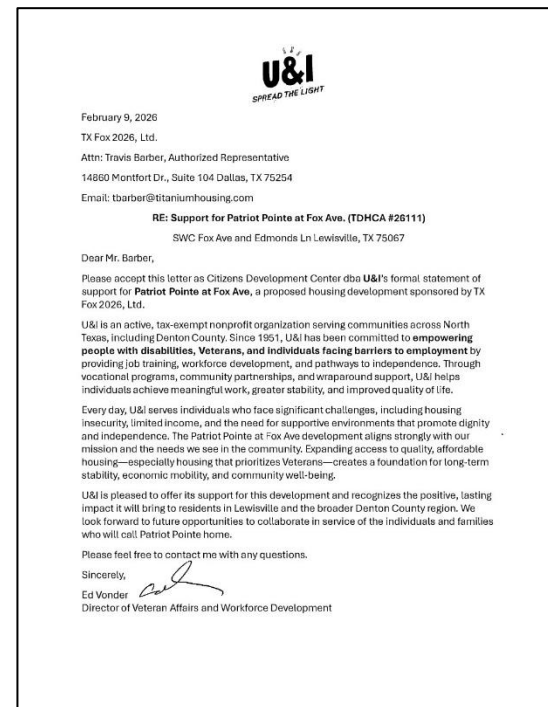 U&I
SPREAD THE LIGHT
February 9, 2026
TX Fox 2026, Ltd.
Attn: Travis Barber, Authorized Representative
14860 Montfort Dr., Suite 104 Dallas, TX 75254
Email: tbarber@titaniumhousing.com
RE: Support for Patriot Pointe at Fox Ave. (TDHCA #26111)
SWC Fox Ave and Edmonds Ln Lewisville, TX 75067
Dear Mr. Barber,
Please accept this letter as Citizens Development Center dba U&I's formal statement of
support for Patriot Pointe at Fox Ave, a proposed housing development sponsored by TX
Fox 2026, Ltd.
U&I is an active, tax-exempt nonprofit organization serving communities across North
Texas, including Denton County. Since 1951, U&I has been committed to empowering
people with disabilities, Veterans, and individuals facing barriers to employment by
providing job training, workforce development, and pathways to independence. Through
vocational programs, community partnerships, and wraparound support, U&I helps
individuals achieve meaningful work, greater stability, and improved quality of life.
Every day, U&I serves individuals who face significant challenges, including housing
insecurity, limited income, and the need for supportive environments that promote dignity
and independence. The Patriot Pointe at Fox Ave development aligns strongly with our
mission and the needs we see in the community. Expanding access to quality, affordable
housing—especially housing that prioritizes Veterans—creates a foundation for long-term
stability, economic mobility, and community well-being.
U&I is pleased to offer its support for this development and recognizes the positive, lasting
impact it will bring to residents in Lewisville and the broader Denton County region. We
look forward to future opportunities to collaborate in service of the individuals and families
who will call Patriot Pointe home.
Please feel free to contact me with any questions.
Sincerely,
Ed Vonder
Director of Veteran Affairs and Workforce Development